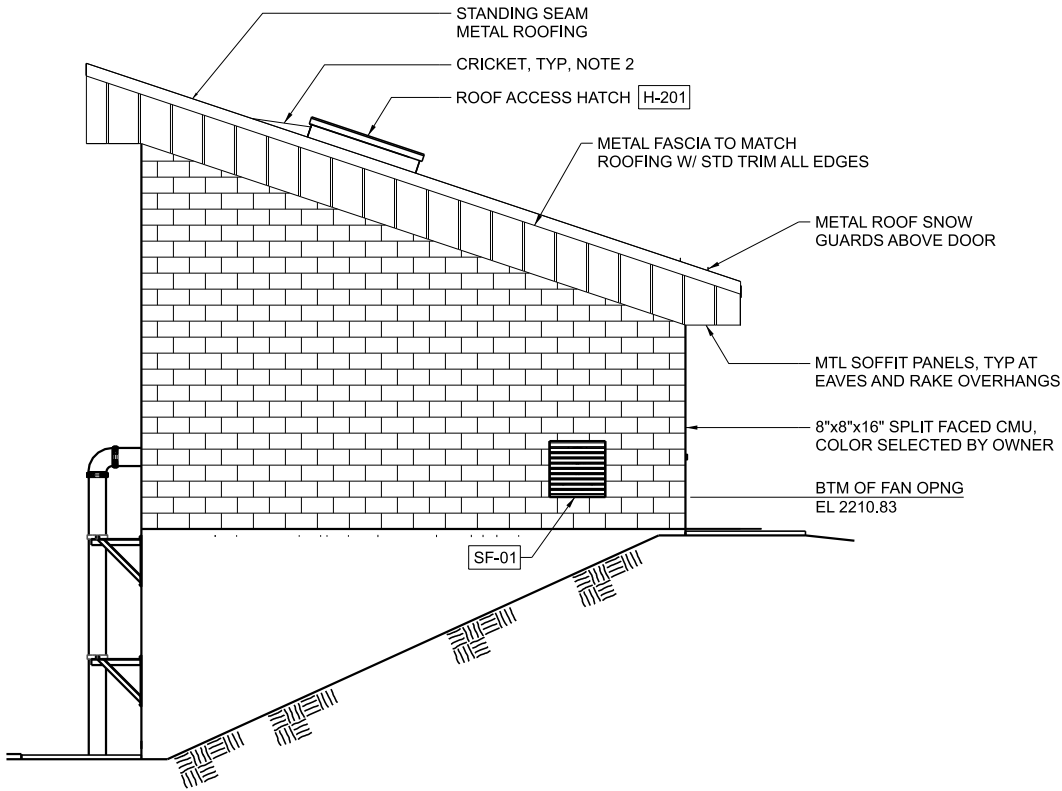 STANDING SEAM
METAL ROOFING
CRICKET, TYP, NOTE 2
ROOF ACCESS HATCH H-201
METAL FASCIA TO MATCH
ROOFING W/ STD TRIM ALL EDGES
METAL ROOF SNOW
GUARDS ABOVE DOOR
MTL SOFFIT PANELS, TYP AT
EAVES AND RAKE OVERHANGS
8"x8"x16" SPLIT FACED CMU,
COLOR SELECTED BY OWNER
BTM OF FAN OPNG
EL 2210.83
SF-01